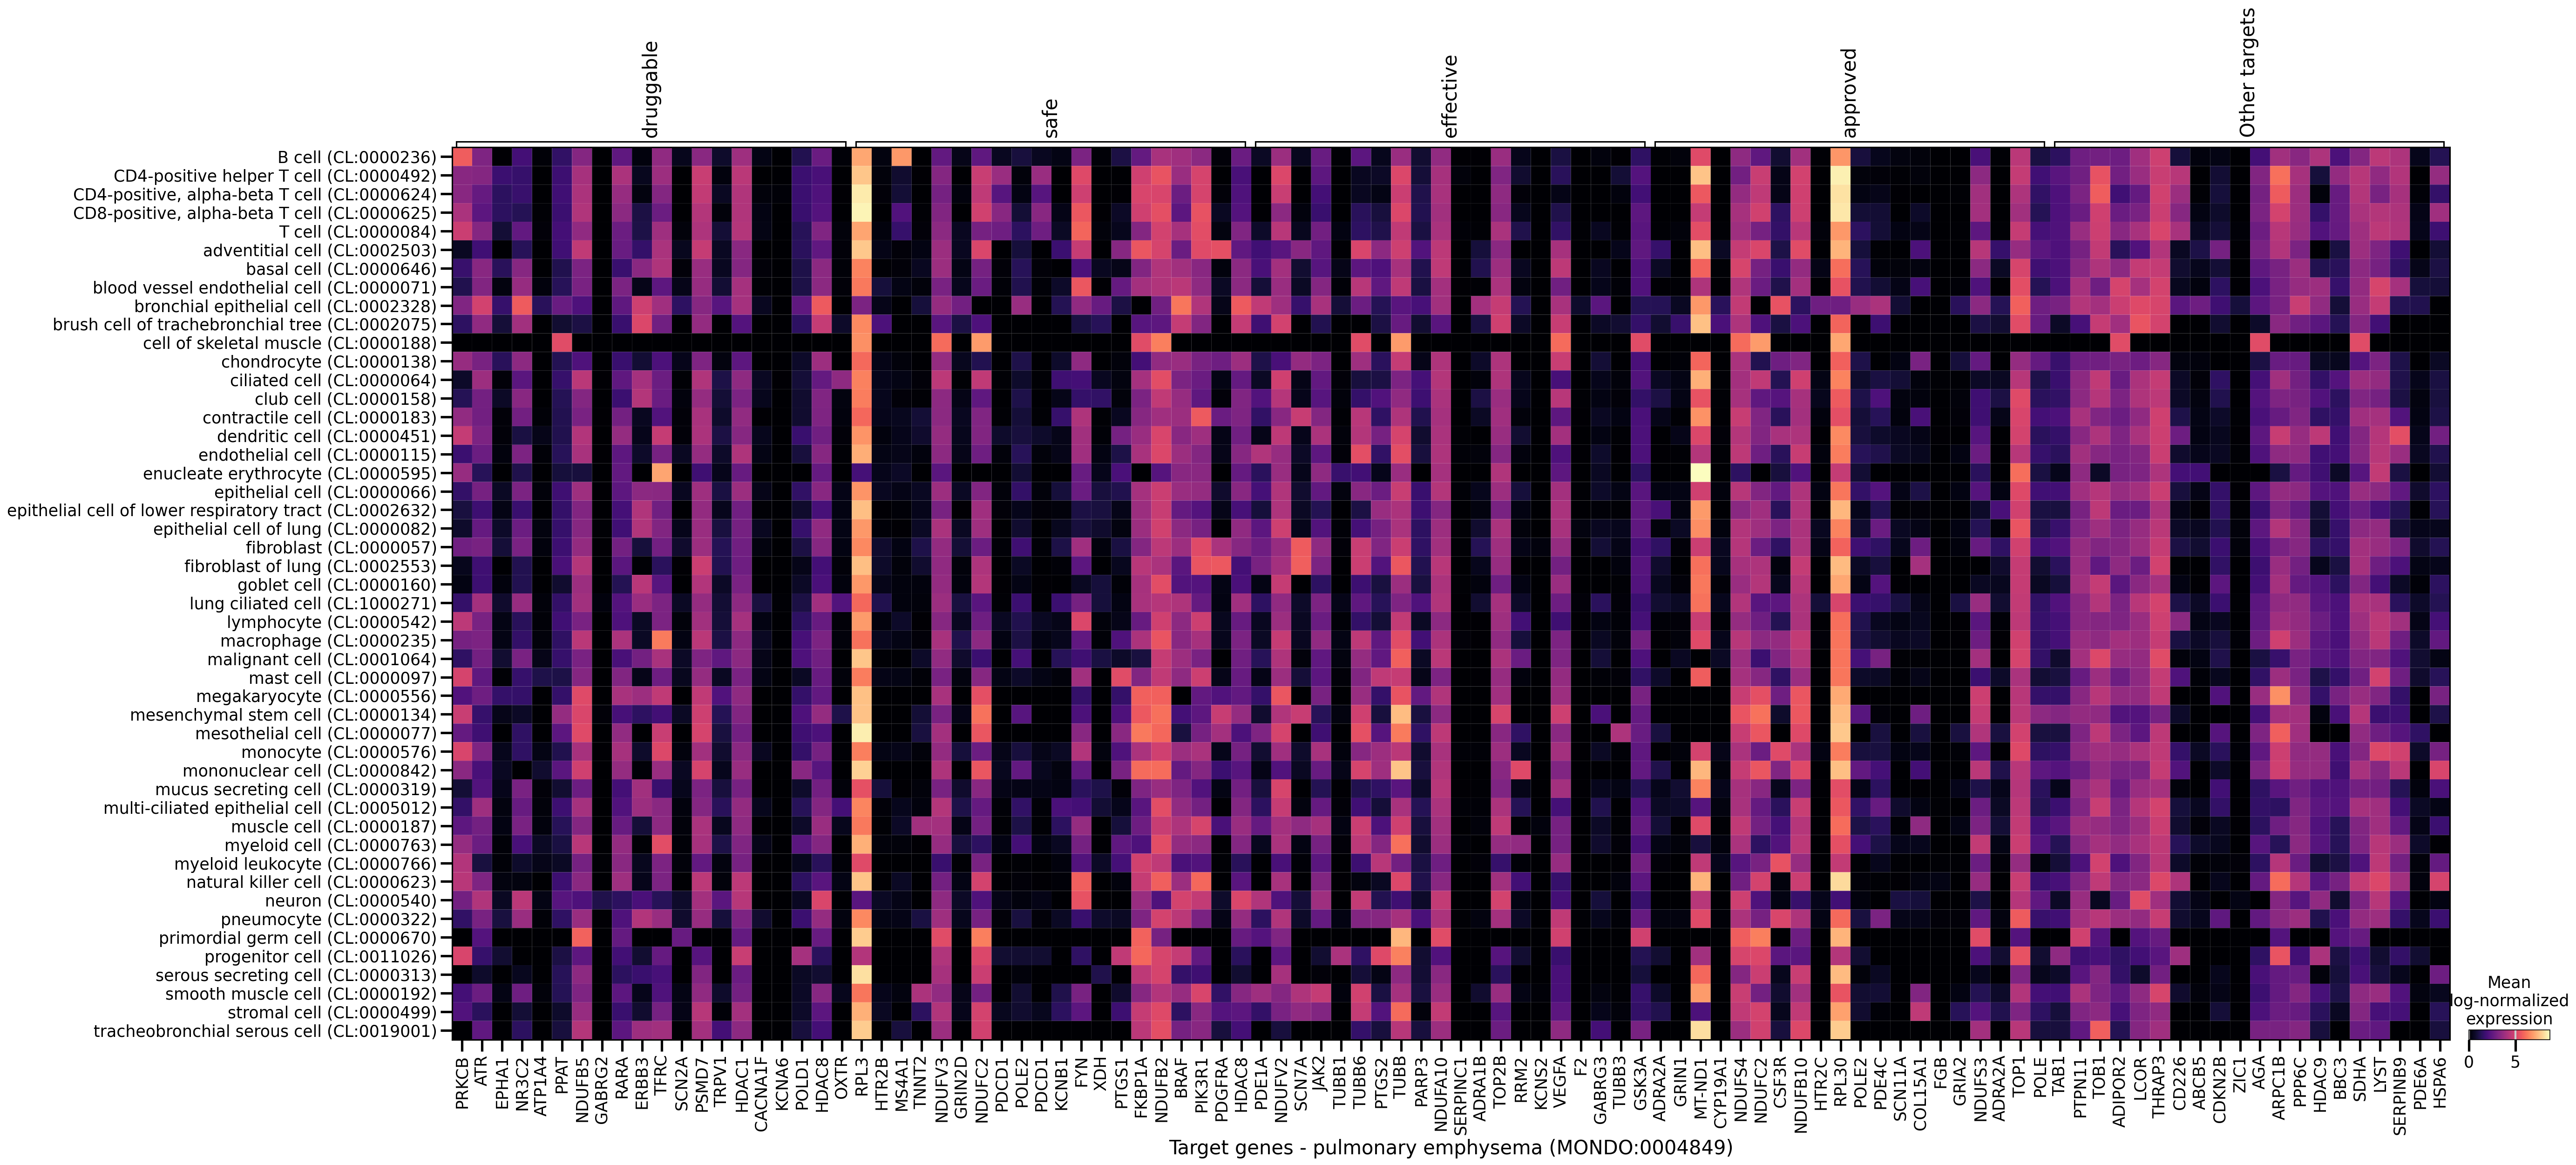 druggable
safe
effective
approved
Other targets
B cell (CL:0000236)
CD4-positive helper T cell (CL:0000492)
CD4-positive, alpha-beta T cell (CL:0000624)
CD8-positive, alpha-beta T cell (CL:0000625)
T cell (CL:0000084)
adventitial cell (CL:0002503)
basal cell (CL:0000646)
blood vessel endothelial cell (CL:0000071)
bronchial epithelial cell (CL:0002328)
brush cell of trachebronchial tree (CL:0002075)
cell of skeletal muscle (CL:0000188)
chondrocyte (CL:0000138)
ciliated cell (CL:0000064)
club cell (CL:0000158)
contractile cell (CL:0000183)
dendritic cell (CL:0000451)
endothelial cell (CL:0000115)
enucleate erythrocyte (CL:0000595)
epithelial cell (CL:0000066)
epithelial cell of lower respiratory tract (CL:0002632)
epithelial cell of lung (CL:0000082)
fibroblast (CL:0000057)
fibroblast of lung (CL:0002553)
goblet cell (CL:0000160)
lung ciliated cell (CL:1000271)
lymphocyte (CL:0000542)
macrophage (CL:0000235)
malignant cell (CL:0001064)
mast cell (CL:0000097)
megakaryocyte (CL:0000556)
mesenchymal stem cell (CL:0000134)
mesothelial cell (CL:0000077)
monocyte (CL:0000576)
mononuclear cell (CL:0000842)
mucus secreting cell (CL:0000319)
multi-ciliated epithelial cell (CL:0005012)
muscle cell (CL:0000187)
myeloid cell (CL:0000763)
myeloid leukocyte (CL:0000766)
natural killer cell (CL:0000623)
neuron (CL:0000540)
pneumocyte (CL:0000322)
primordial germ cell (CL:0000670)
progenitor cell (CL:0011026)
serous secreting cell (CL:0000313)
smooth muscle cell (CL:0000192)
stromal cell (CL:0000499)
tracheobronchial serous cell (CL:0019001)
PRKCB
ATR
EPHA1
NR3C2
ATP1A4
PPAT
NDUFB5
GABRG2
RARA
ERBB3
TFRC
SCN2A
PSMD7
TRPV1
HDAC1
CACNA1F
KCNA6
POLD1
HDAC8
OXTR
RPL3
HTR2B
MS4A1
TNNT2
NDUFV3
GRIN2D
NDUFC2
PDCD1
POLE2
PDCD1
KCNB1
FYN
XDH
PTGS1
FKBP1A
NDUFB2
BRAF
PIK3R1
PDGFRA
HDAC8
PDE1A
NDUFV2
SCN7A
JAK2
TUBB1
TUBB6
PTGS2
TUBB
PARP3
NDUFA10
SERPINC1
ADRA1B
TOP2B
RRM2
KCNS2
VEGFA
F2
GABRG3
TUBB3
GSK3A
ADRA2A
GRIN1
MT-ND1
CYP19A1
NDUFS4
NDUFC2
CSF3R
NDUFB10
HTR2C
RPL30
POLE2
PDE4C
SCN11A
COL15A1
FGB
GRIA2
NDUFS3
ADRA2A
TOP1
POLE
TAB1
PTPN11
TOB1
ADIPOR2
LCOR
THRAP3
CD226
ABCB5
CDKN2B
ZIC1
AGA
ARPC1B
PPP6C
HDAC9
BBC3
SDHA
LYST
SERPINB9
PDE6A
HSPA6
Target genes - pulmonary emphysema (MONDO:0004849)
Mean
log-normalized
expression
0 5